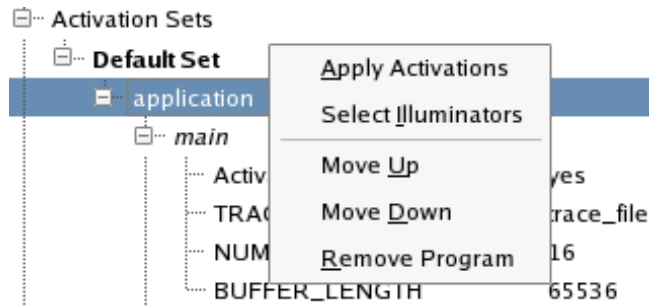 Activation Sets
Default Set
Apply Activations
application
Select Illuminators
main
Move Up
Activ
yes
TRAC
Move Down
trace_file
NUM
Remove Program
16
BUFFER_LENGTH
65536